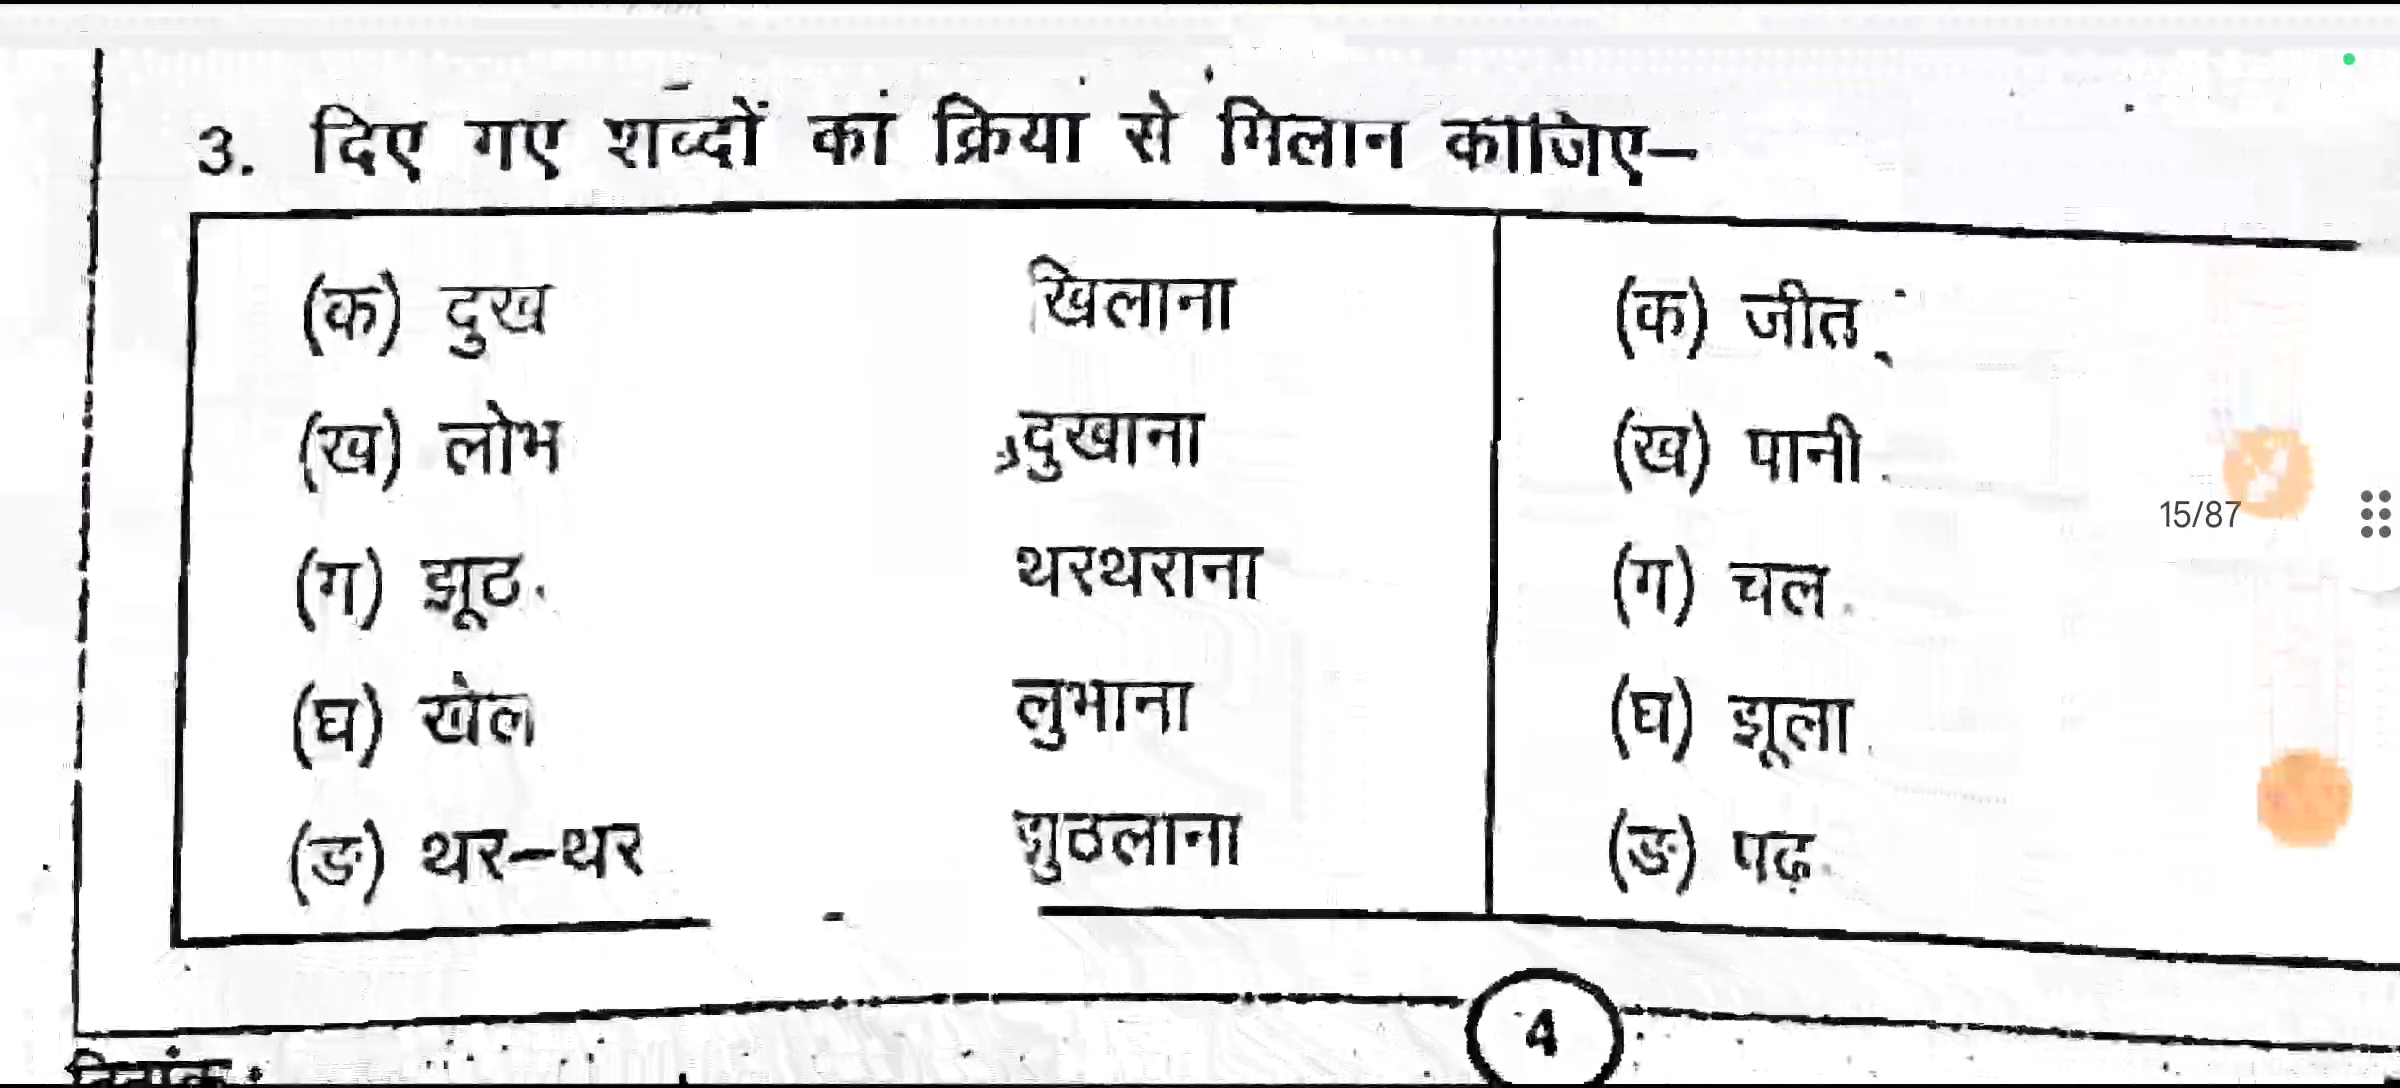 3. दिए गए शब्दों का क्रिया से मिलान कीजिए–
(क) दुख खिलाना (क) जीत
(ख) लोभ दुखाना (ख) पानी
15/87
(ग) झूठ थरथराना (ग) चल
(घ) खेल लुभाना (घ) झूला
(ङ) थर–थर झुठलाना (ङ) पढ़
4
दिनांक :